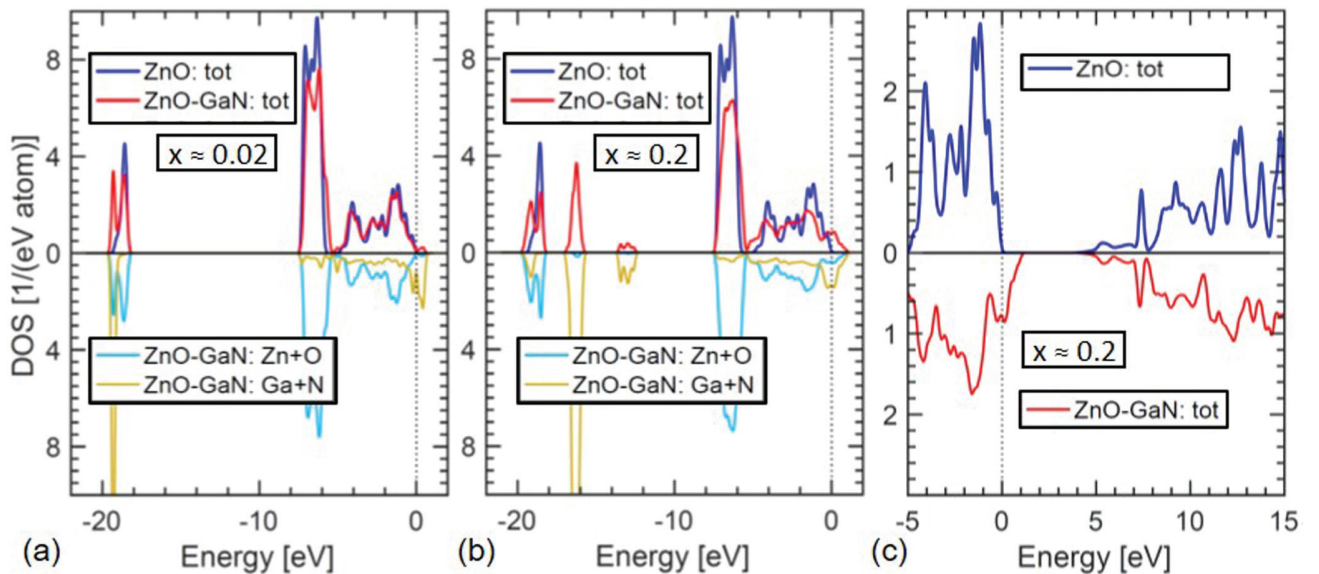 DOS [1/(eV atom)]
8
4
0
4
8
ZnO: tot
ZnO-GaN: tot
x ≈ 0.02
ZnO-GaN: Zn+O
ZnO-GaN: Ga+N
-20
-10
0
(a)
Energy [eV]
8
4
0
4
8
ZnO: tot
ZnO-GaN: tot
x ≈ 0.2
ZnO-GaN: Zn+O
ZnO-GaN: Ga+N
-20
-10
0
(b)
Energy [eV]
2
1
0
1
2
ZnO: tot
x ≈ 0.2
ZnO-GaN: tot
-5
0
5
10
15
(c)
Energy [eV]